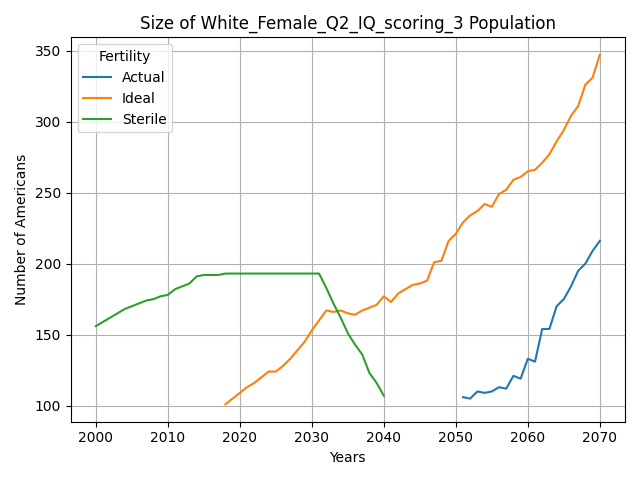 Size of White_Female_Q2_IQ_scoring_3 Population
Fertility
Actual
Ideal
Sterile
Number of Americans
350
300
250
200
150
100
2000 2010 2020 2030 2040 2050 2060 2070
Years